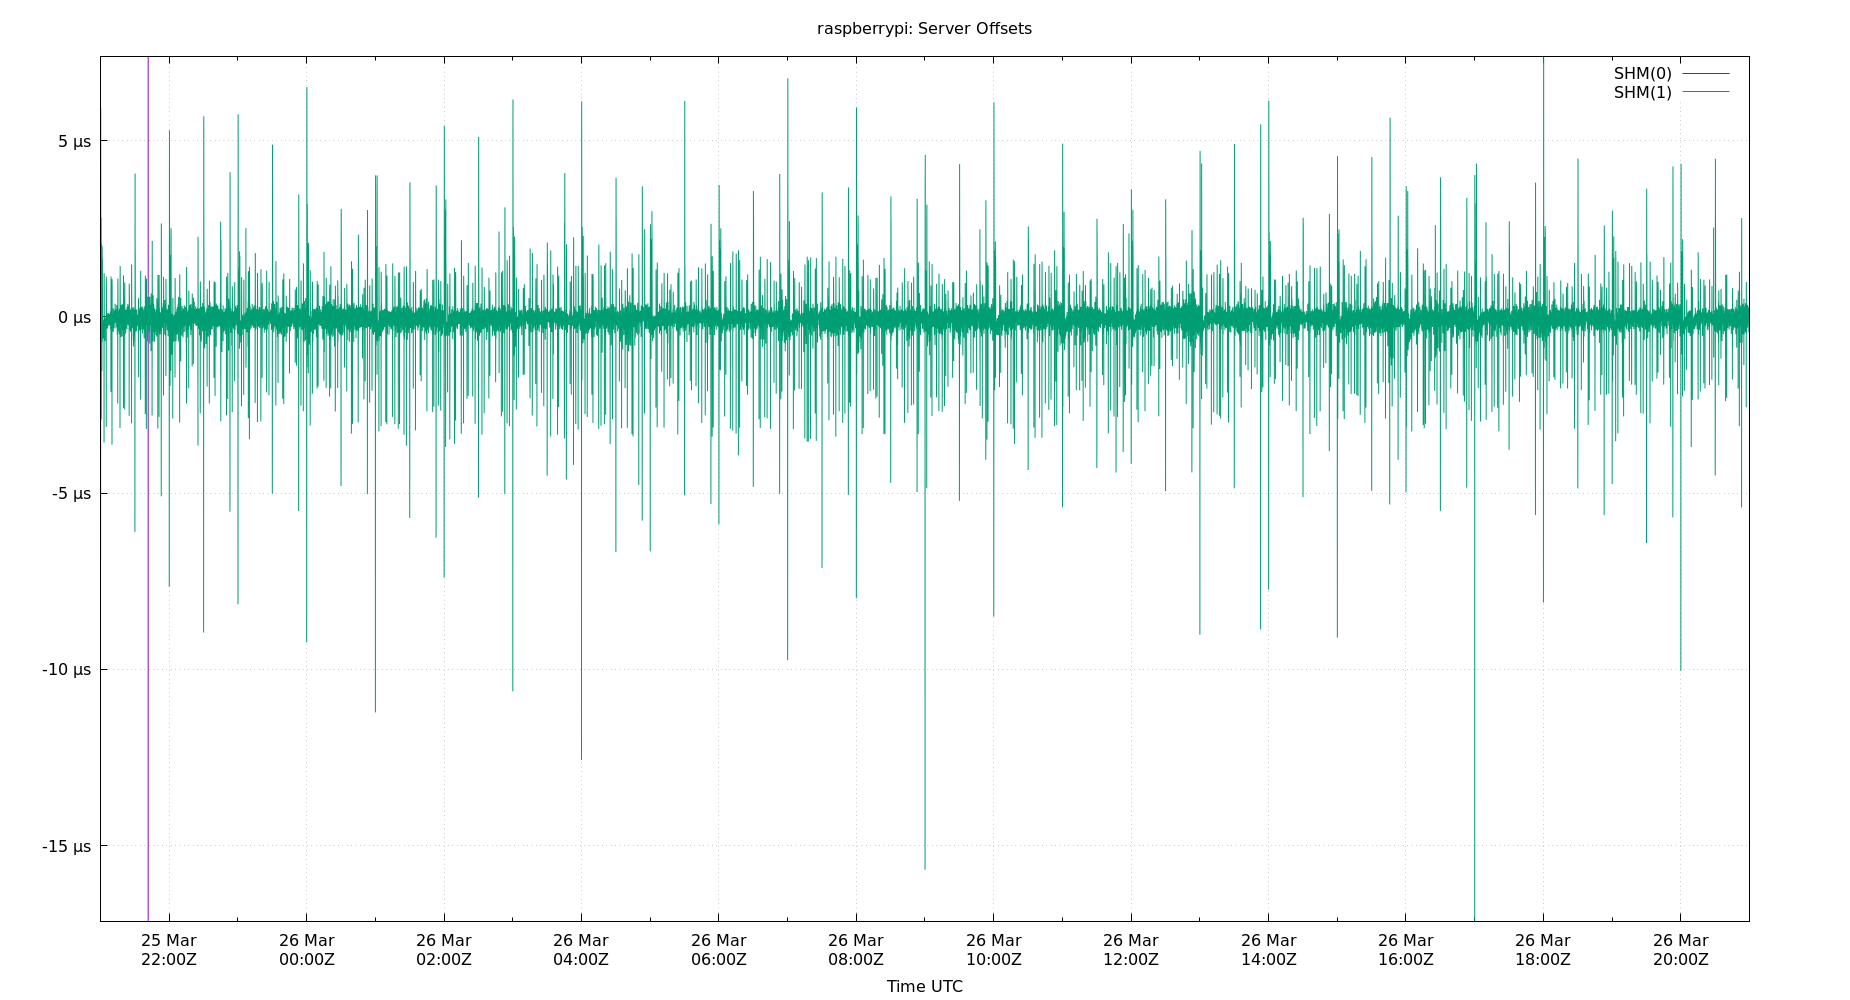 raspberrypi: Server Offsets
SHM(0)
SHM(1)
5 µs
0 µs
-5 µs
-10 µs
-15 µs
25 Mar 26 Mar 26 Mar 26 Mar 26 Mar 26 Mar 26 Mar 26 Mar 26 Mar 26 Mar 26 Mar 26 Mar
22:00Z 00:00Z 02:00Z 04:00Z 06:00Z 08:00Z 10:00Z 12:00Z 14:00Z 16:00Z 18:00Z 20:00Z
Time UTC